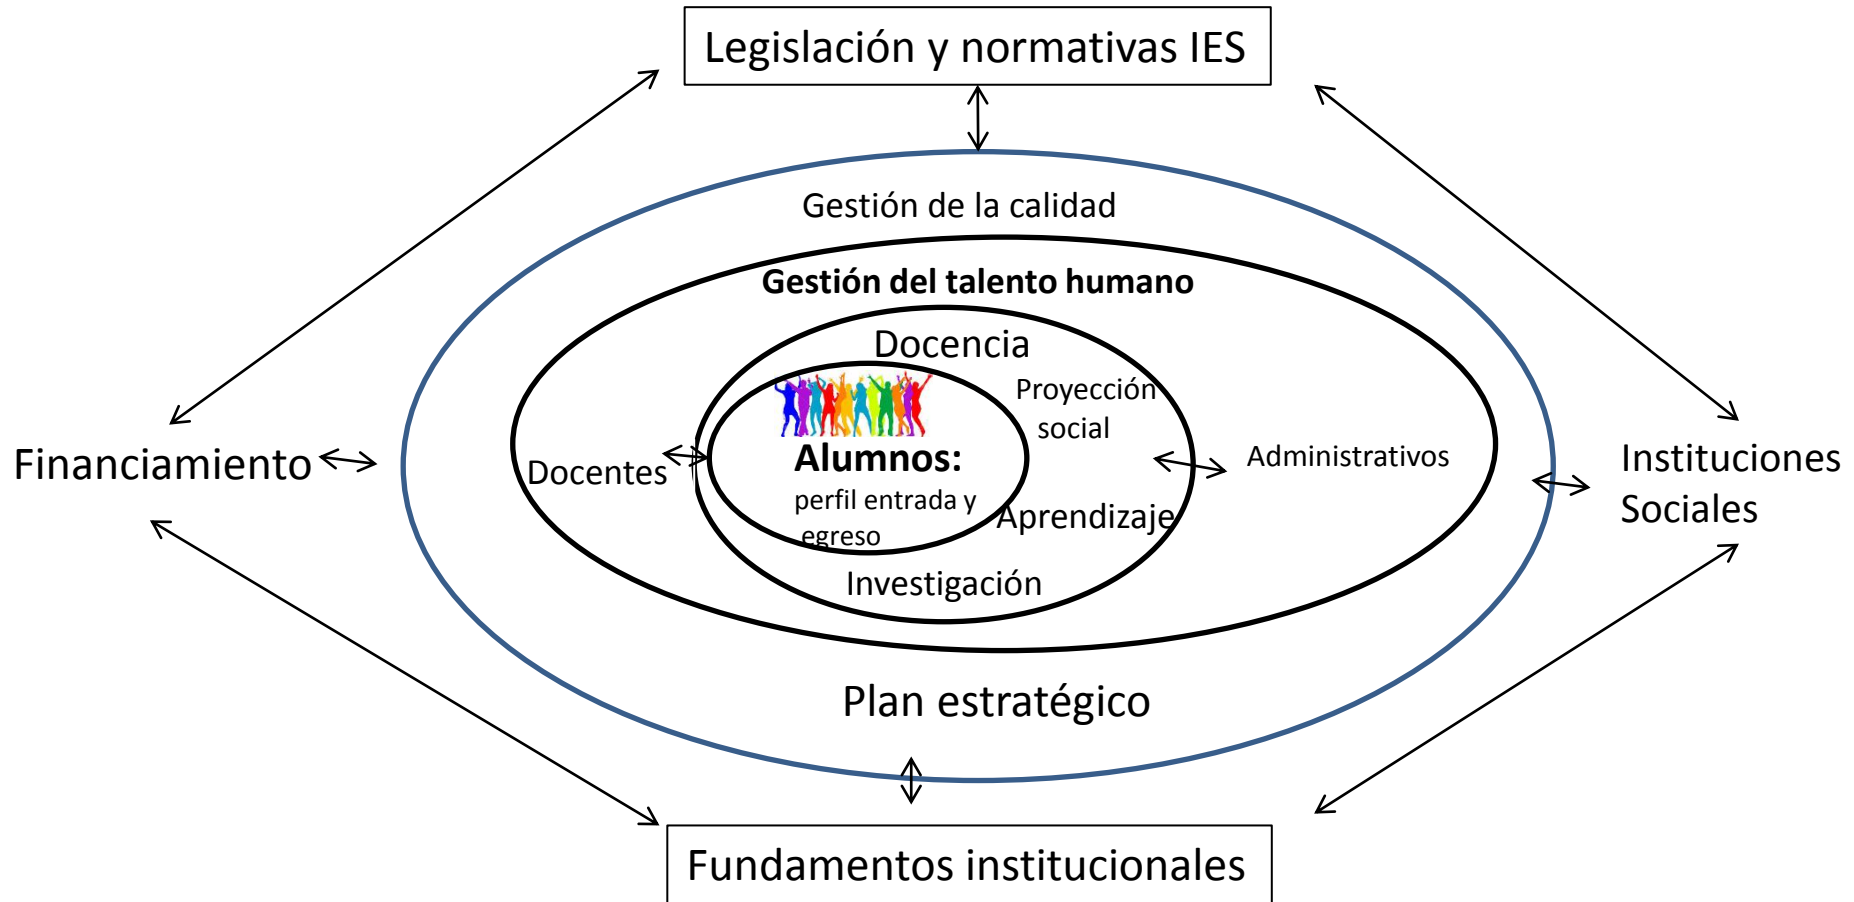 Legislación y normativas IES
Gestión de la calidad
Gestión del talento humano
Docencia
Proyección
social
Financiamiento
Docentes
Alumnos:
perfil entrada y
egreso
Aprendizaje
Administrativos
Instituciones
Sociales
Investigación
Plan estratégico
Fundamentos institucionales